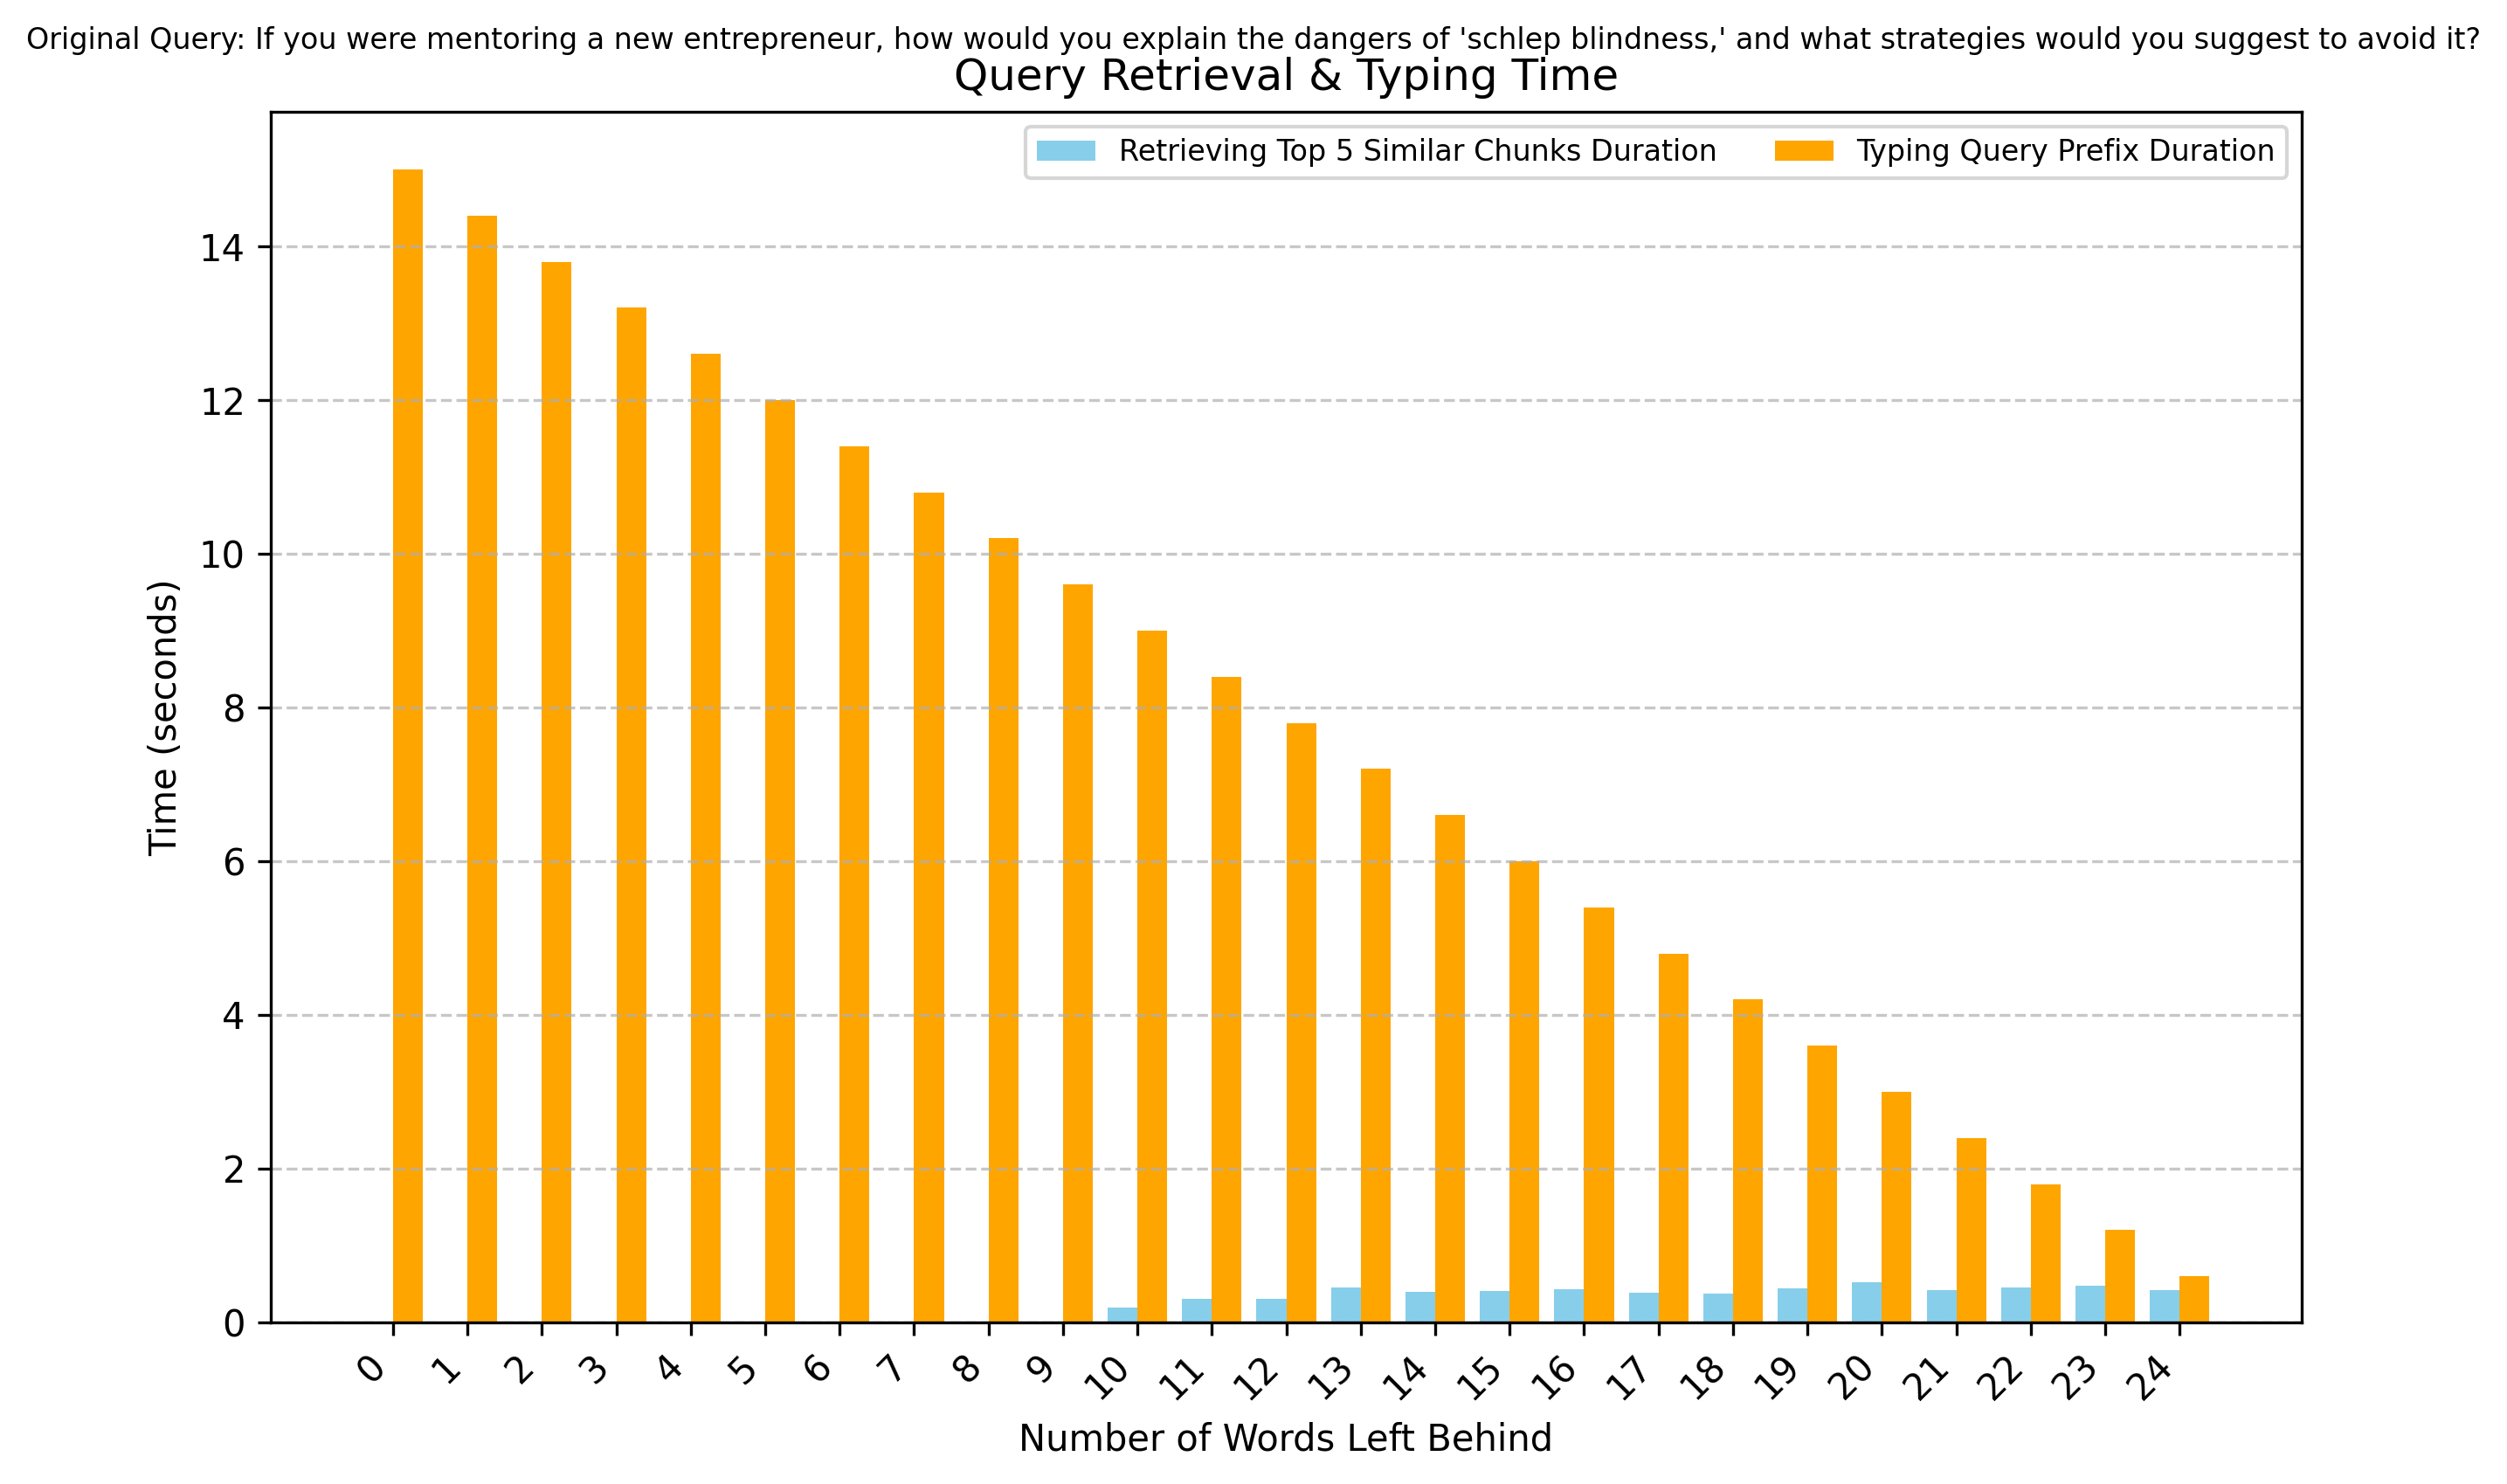 Original Query: If you were mentoring a new entrepreneur, how would you explain the dangers of 'schlep blindness,' and what strategies would you suggest to avoid it?
Query Retrieval & Typing Time
Retrieving Top 5 Similar Chunks Duration
Typing Query Prefix Duration
Time (seconds)
14
12
10
8
6
4
2
0
0 1 2 3 4 5 6 7 8 9 10 11 12 13 14 15 16 17 18 19 20 21 22 23 24
Number of Words Left Behind